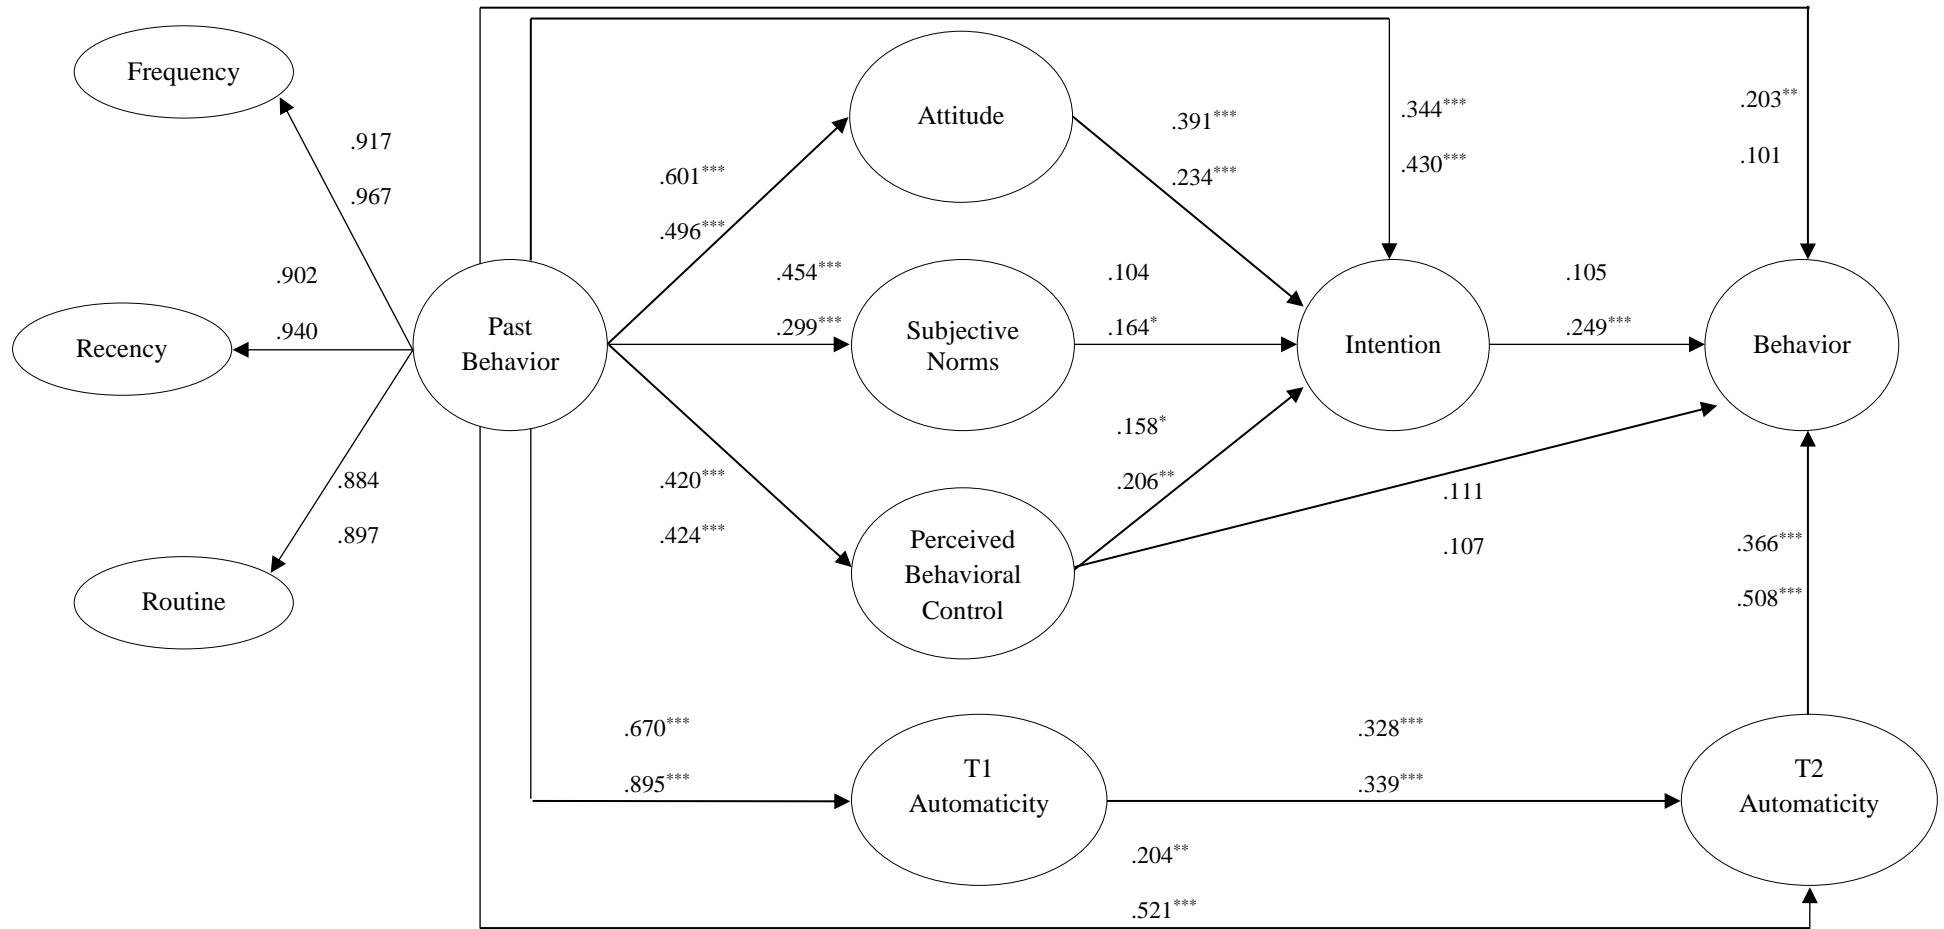 Frequency
.917
.967
.902
.940
Recency
.884
.897
Routine
Past
Behavior
.601***
.496***
.454***
.299***
.420***
.424***
.670***
.895***
Attitude
Subjective
Norms
Perceived
Behavioral
Control
T1
Automaticity
.391***
.234***
.104
.164*
.158*
.206**
.344***
.430***
Intention
.105
.249***
.111
.107
.203**
.101
Behavior
.366***
.508***
.328***
.339***
T2
Automaticity
.204**
.521***